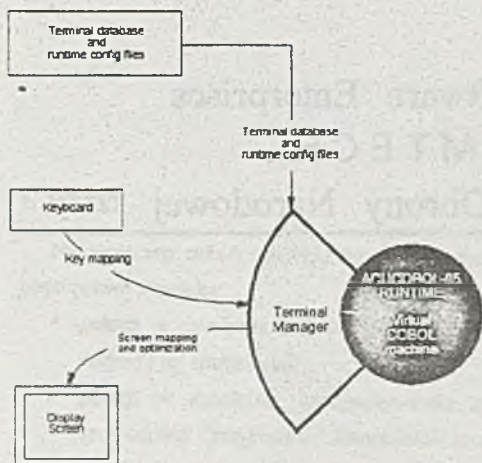 Terminal database
and
runtime config files
Terminal database
and
runtime config files
Keyboard
Key mapping
Terminal
Manager
ACUCOBOL-85
RUNTIME
Virtual
COBOL
machine
Screen mapping
and optimization
Display
Screen